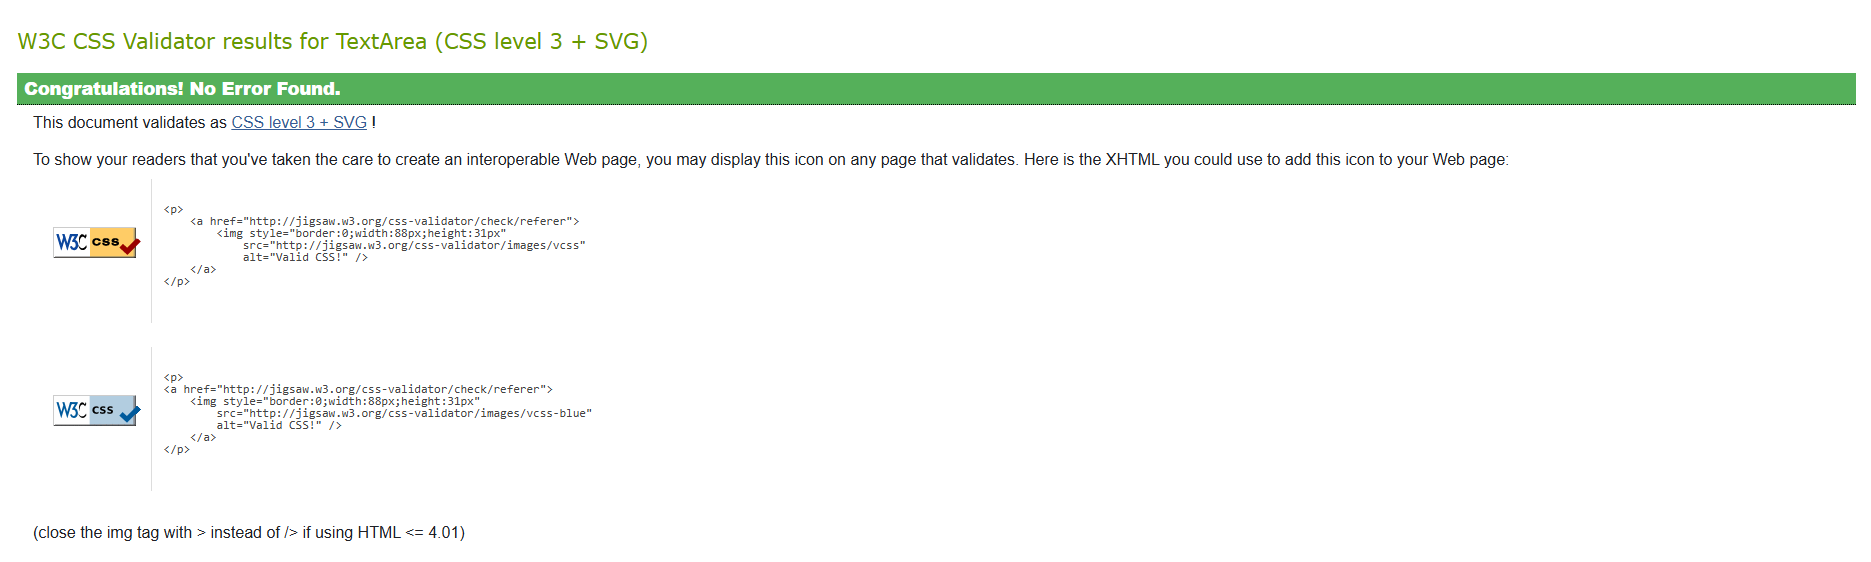 W3C CSS Validator results for TextArea (CSS level 3 + SVG)
Congratulations! No Error Found.
This document validates as CSS level 3 + SVG !
To show your readers that you've taken the care to create an interoperable Web page, you may display this icon on any page that validates. Here is the XHTML you could use to add this icon to your Web page:
W3C css
<p>
    <a href="http://jigsaw.w3.org/css-validator/check/referer">
        <img style="border:0;width:88px;height:31px"
            src="http://jigsaw.w3.org/css-validator/images/vcss"
            alt="Valid CSS!" />
    </a>
</p>
W3C css
<p>
<a href="http://jigsaw.w3.org/css-validator/check/referer">
    <img style="border:0;width:88px;height:31px"
        src="http://jigsaw.w3.org/css-validator/images/vcss-blue"
        alt="Valid CSS!" />
    </a>
</p>
(close the img tag with > instead of /> if using HTML <= 4.01)